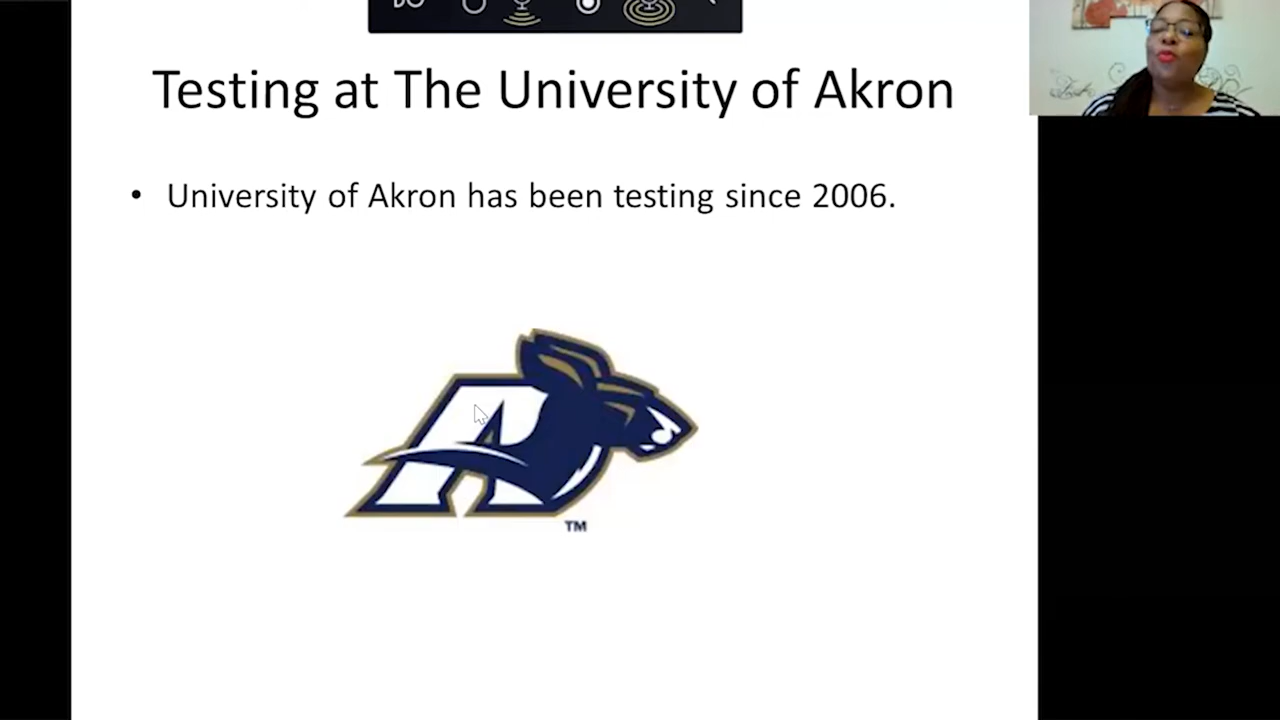 Testing at The University of Akron
• University of Akron has been testing since 2006.
A
TM